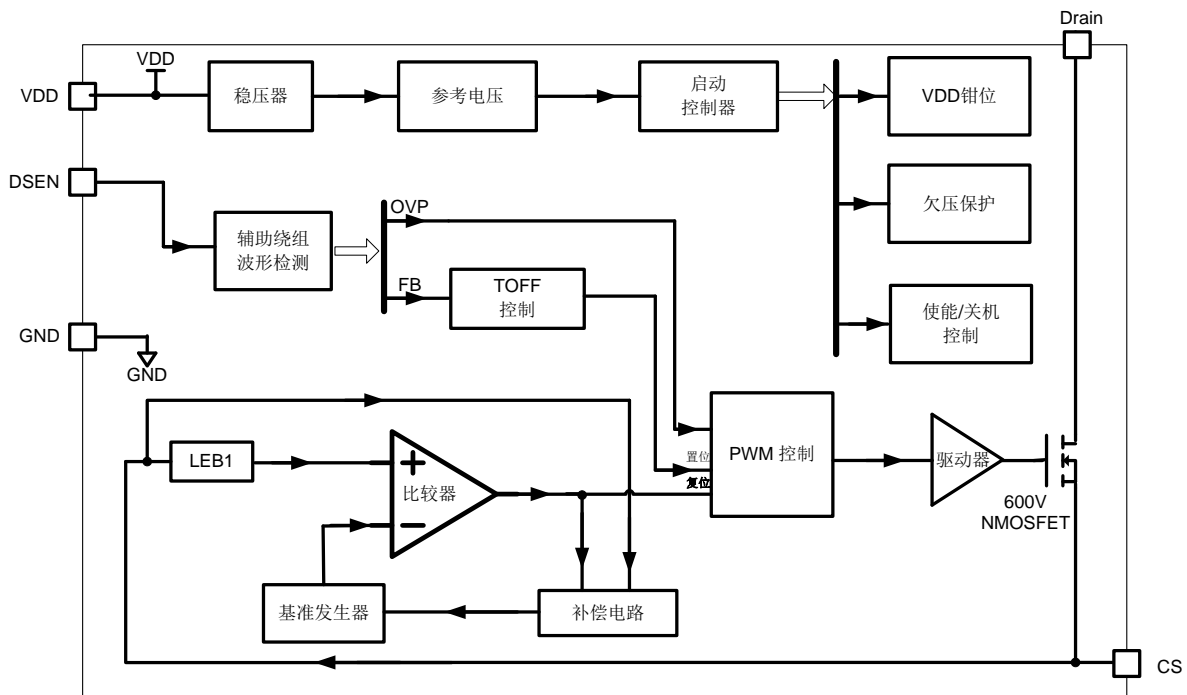 Drain
VDD
VDD
稳压器
参考电压
启动
控制器
VDD钳位
DSEN
辅助绕组
波形检测
OVP
FB
TOFF
控制
欠压保护
使能/关机
控制
GND
GND
LEB1
比较器
置位
复位
PWM 控制
驱动器
600V
NMOSFET
基准发生器
补偿电路
CS